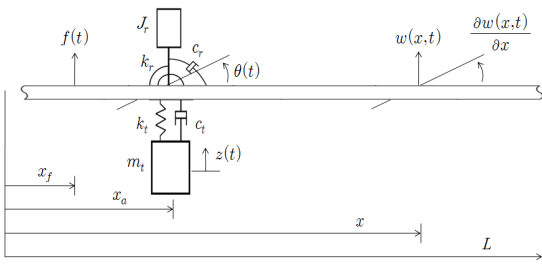 J_r
f(t)
k_r
c_r
θ(t)
w(x,t)
∂w(x,t)
∂x
k_t
c_t
m_t
z(t)
x_f
x_a
x
L